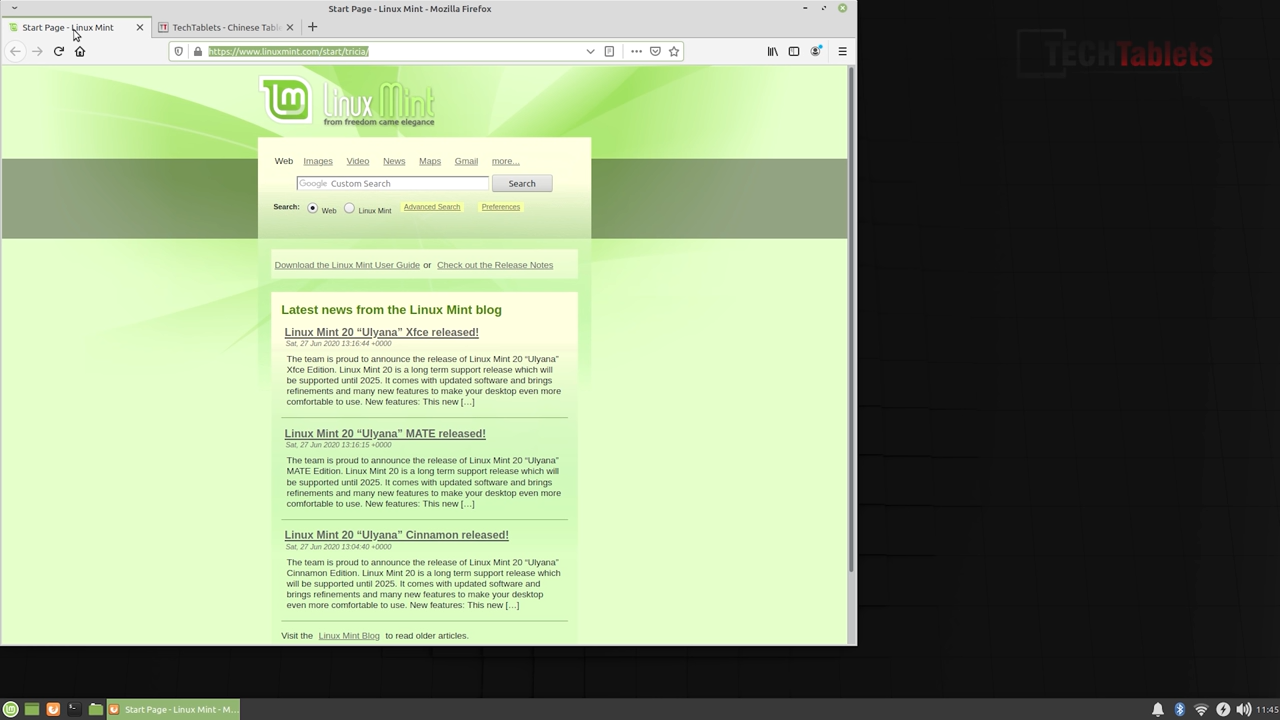 Start Page - Linux Mint - Mozilla Firefox
Start Page - Linux Mint
TechTablets - Chinese Table
https://www.linuxmint.com/start/tricia/
TECHTablets
Linux Mint
from freedom came elegance
Web Images Video News Maps Gmail more...
Google Custom Search Search
Search: Web Linux Mint Advanced Search Preferences
Download the Linux Mint User Guide or Check out the Release Notes
Latest news from the Linux Mint blog
Linux Mint 20 “Ulyana” Xfce released!
Sat, 27 Jun 2020 13:16:44 +0000
The team is proud to announce the release of Linux Mint 20 “Ulyana”
Xfce Edition. Linux Mint 20 is a long term support release which will
be supported until 2025. It comes with updated software and brings
refinements and many new features to make your desktop even more
comfortable to use. New features: This new […]
Linux Mint 20 “Ulyana” MATE released!
Sat, 27 Jun 2020 13:16:15 +0000
The team is proud to announce the release of Linux Mint 20 “Ulyana”
MATE Edition. Linux Mint 20 is a long term support release which will
be supported until 2025. It comes with updated software and brings
refinements and many new features to make your desktop even more
comfortable to use. New features: This new […]
Linux Mint 20 “Ulyana” Cinnamon released!
Sat, 27 Jun 2020 13:04:40 +0000
The team is proud to announce the release of Linux Mint 20 “Ulyana”
Cinnamon Edition. Linux Mint 20 is a long term support release which
will be supported until 2025. It comes with updated software and
brings refinements and many new features to make your desktop
even more comfortable to use. New features: This new […]
Visit the Linux Mint Blog to read older articles.
Start Page - Linux Mint - M...
11:45